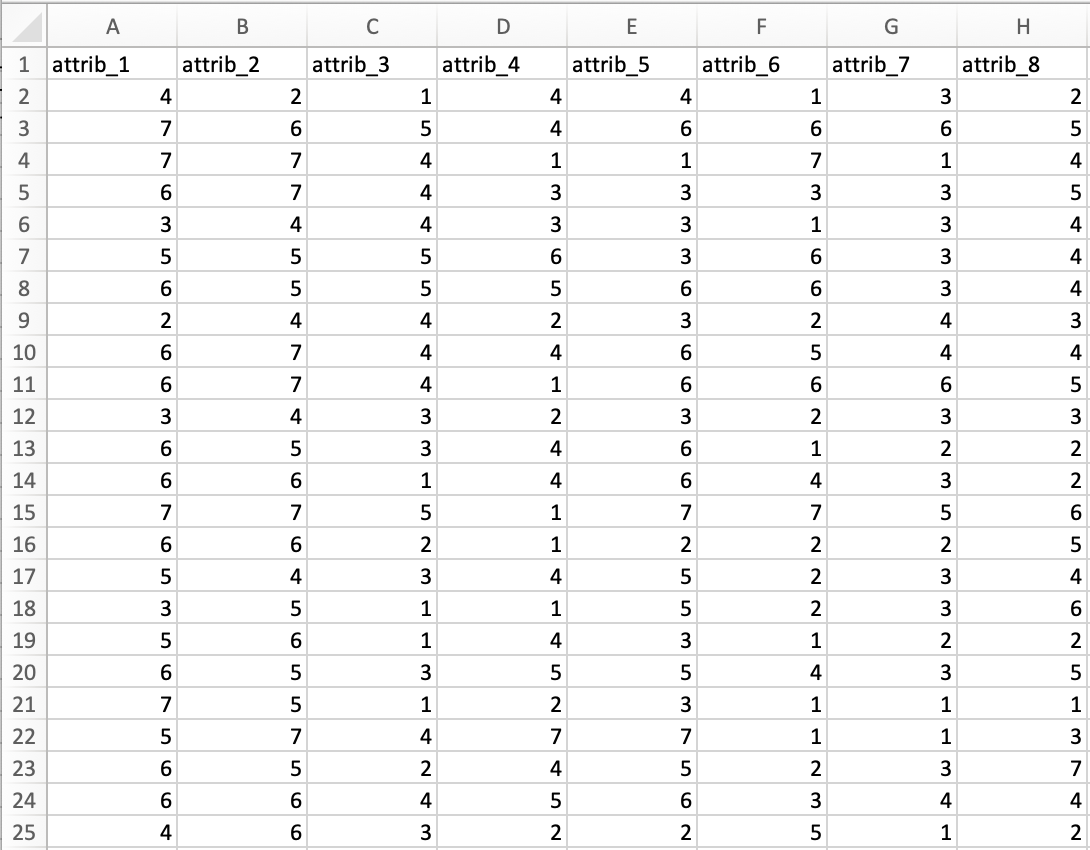 A B C D E F G H
1 attrib_1 attrib_2 attrib_3 attrib_4 attrib_5 attrib_6 attrib_7 attrib_8
2 4 2 1 4 4 1 3 2
3 7 6 5 4 6 6 6 5
4 7 7 4 1 1 7 1 4
5 6 7 4 3 3 3 3 5
6 3 4 4 3 3 1 3 4
7 5 5 5 6 3 6 3 4
8 6 5 5 5 6 6 3 4
9 2 4 4 2 3 2 4 3
10 6 7 4 4 6 5 4 4
11 6 7 4 1 6 6 6 5
12 3 4 3 2 3 2 3 3
13 6 5 3 4 6 1 2 2
14 6 6 1 4 6 4 3 2
15 7 7 5 1 7 7 5 6
16 6 6 2 1 2 2 2 5
17 5 4 3 4 5 2 3 4
18 3 5 1 1 5 2 3 6
19 5 6 1 4 3 1 2 2
20 6 5 3 5 5 4 3 5
21 7 5 1 2 3 1 1 1
22 5 7 4 7 7 1 1 3
23 6 5 2 4 5 2 3 7
24 6 6 4 5 6 3 4 4
25 4 6 3 2 2 5 1 2